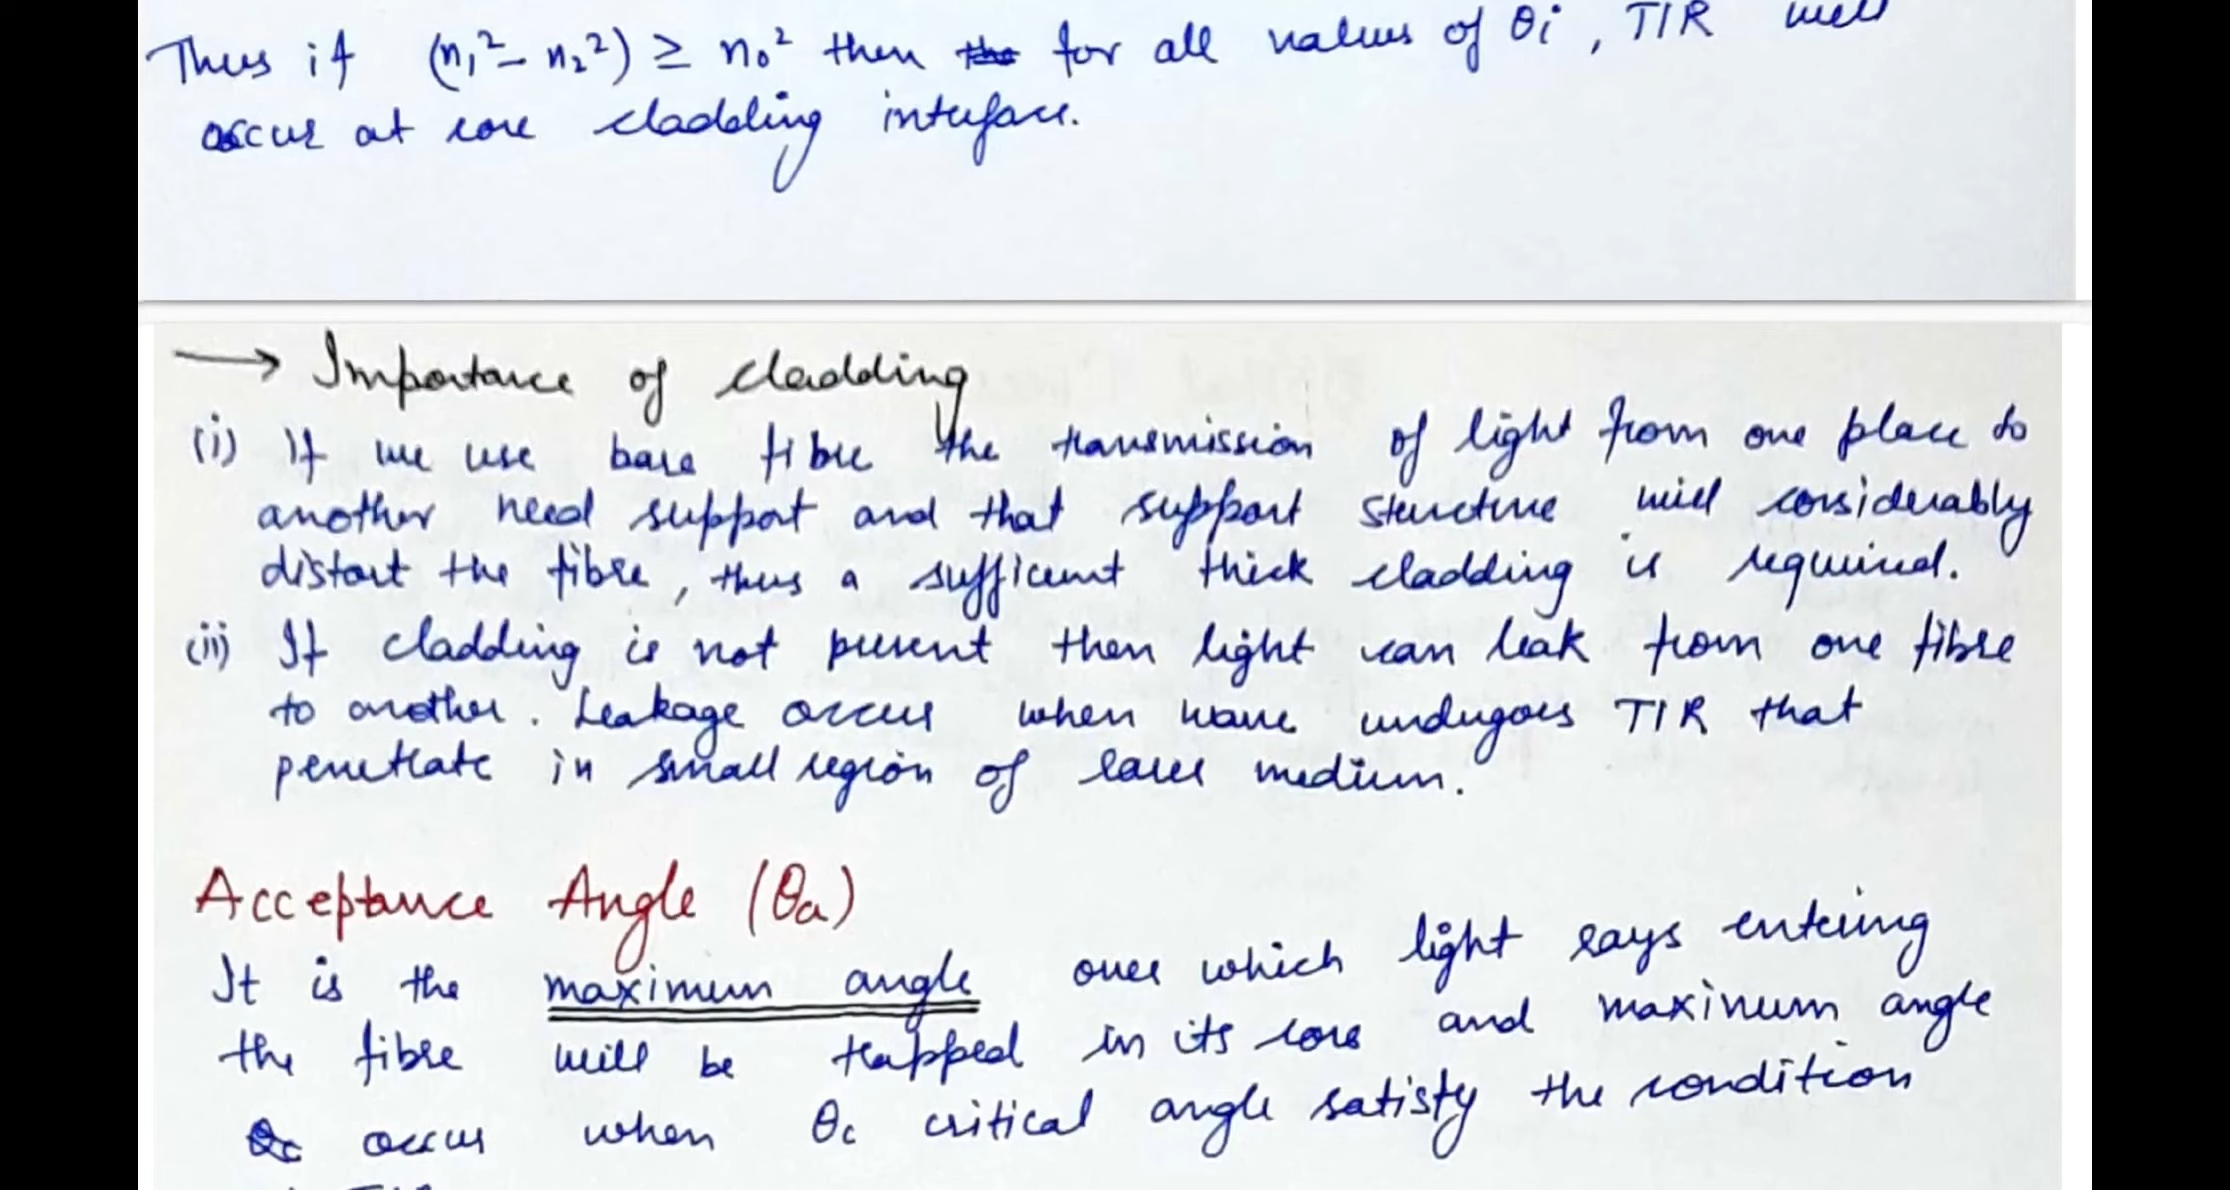 Thus if (n₁² - n₂²) ≥ n₀² then for all values of θi, TIR will
occur at core cladding interface.
→ Importance of cladding
(i) If we use bare fibre the transmission of light from one place to
another need support and that support structure will considerably
distort the fibre, thus a sufficient thick cladding is required.
(ii) If cladding is not present then light can leak from one fibre
to another. Leakage occur when wave undergoes TIR that
penetrate in small region of rarer medium.
Acceptance Angle (θa)
It is the maximum angle over which light rays entering
the fibre will be trapped in its core and maximum angle
occur when θc critical angle satisfy the condition